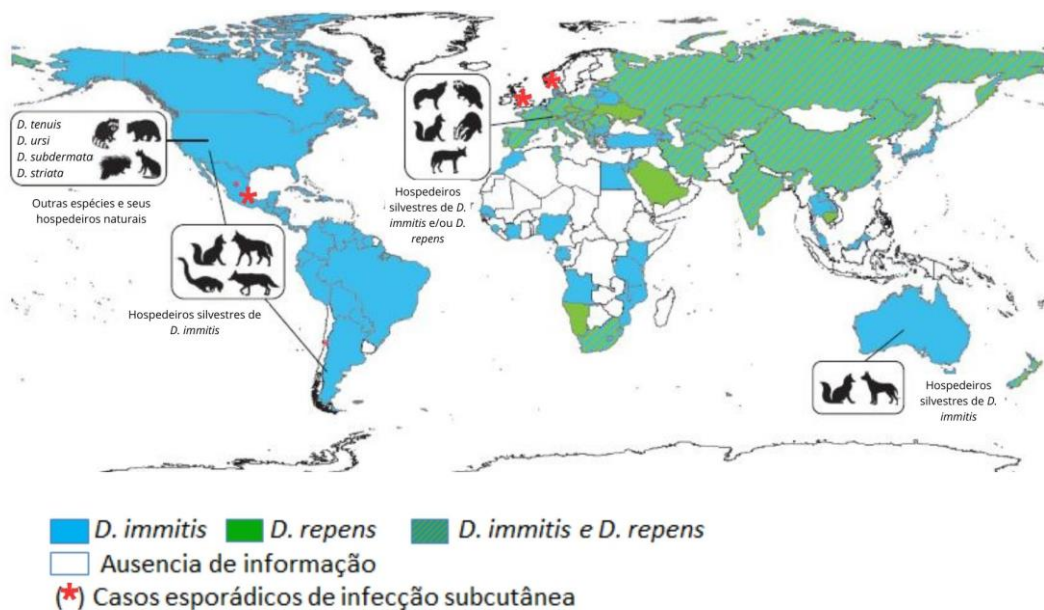 D. tenuis
D. ursi
D. subdermata
D. striata
Outras espécies e seus
hospedeiros naturais
Hospedeiros silvestres de
D. immitis
Hospedeiros
silvestres de D.
immitis e/ou D.
repens
Hospedeiros
silvestres de D.
immitis
D. immitis
D. repens
D. immitis e D. repens
Ausencia de informação
(*) Casos esporádicos de infecção subcutânea